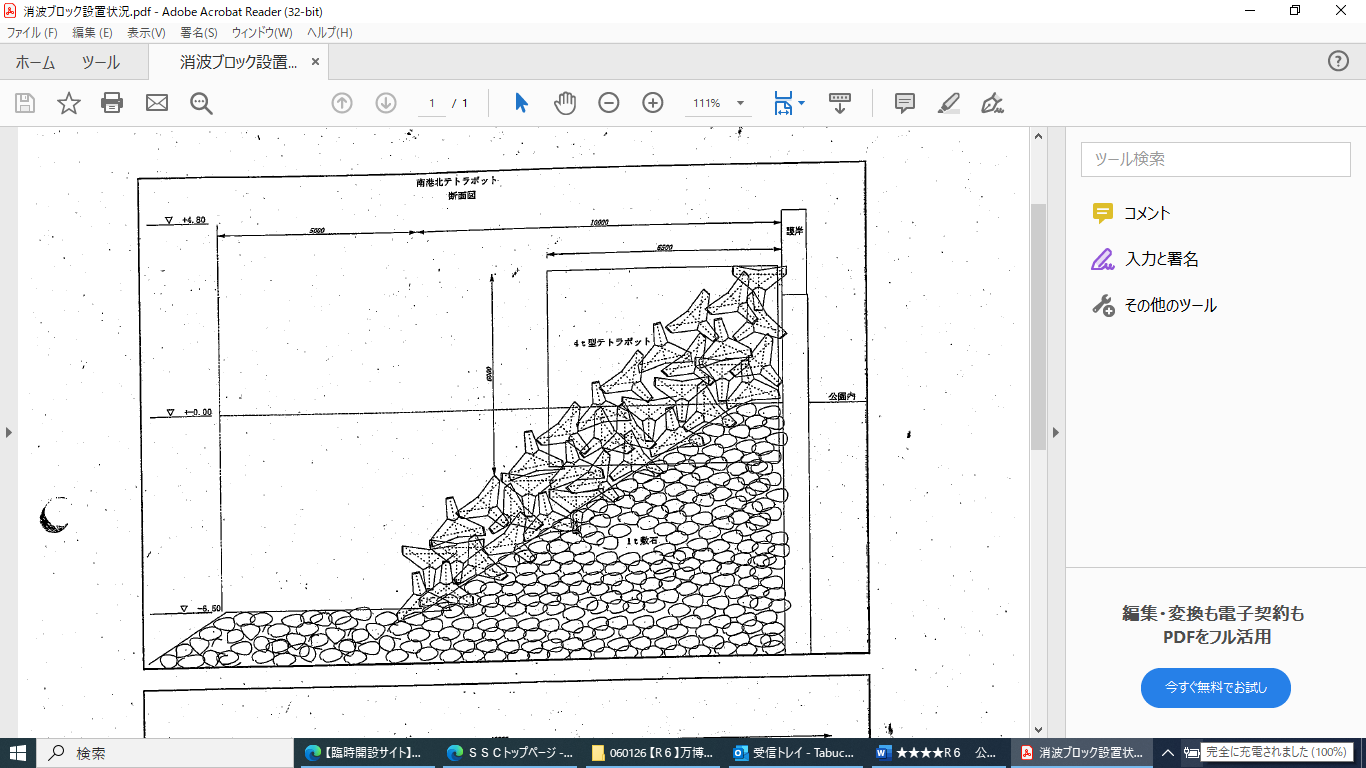 消波ブロック設置状況.pdf - Adobe Acrobat Reader (32-bit)
ファイル(F) 編集(E) 表示(V) 署名(S) ウィンドウ(W) ヘルプ(H)
ホーム ツール 消波ブロック設置... ×
1 / 1 111%
南港北テトラポット
断面図
▽ +4.80
5000
10000
護岸
6500
4t型テトラポット
公園内
▽ +-0.00
1t敷石
▽ -6.50
ツール検索
コメント
入力と署名
その他のツール
編集・変換も電子契約も
PDFをフル活用
今すぐ無料でお試し
検索
【臨時開設サイト】...
SSCトップページ -...
060126【R6】万博...
受信トレイ - Tabuc...
★★★★R6 公...
消波ブロック設置状...
完全に充電されました (100%)